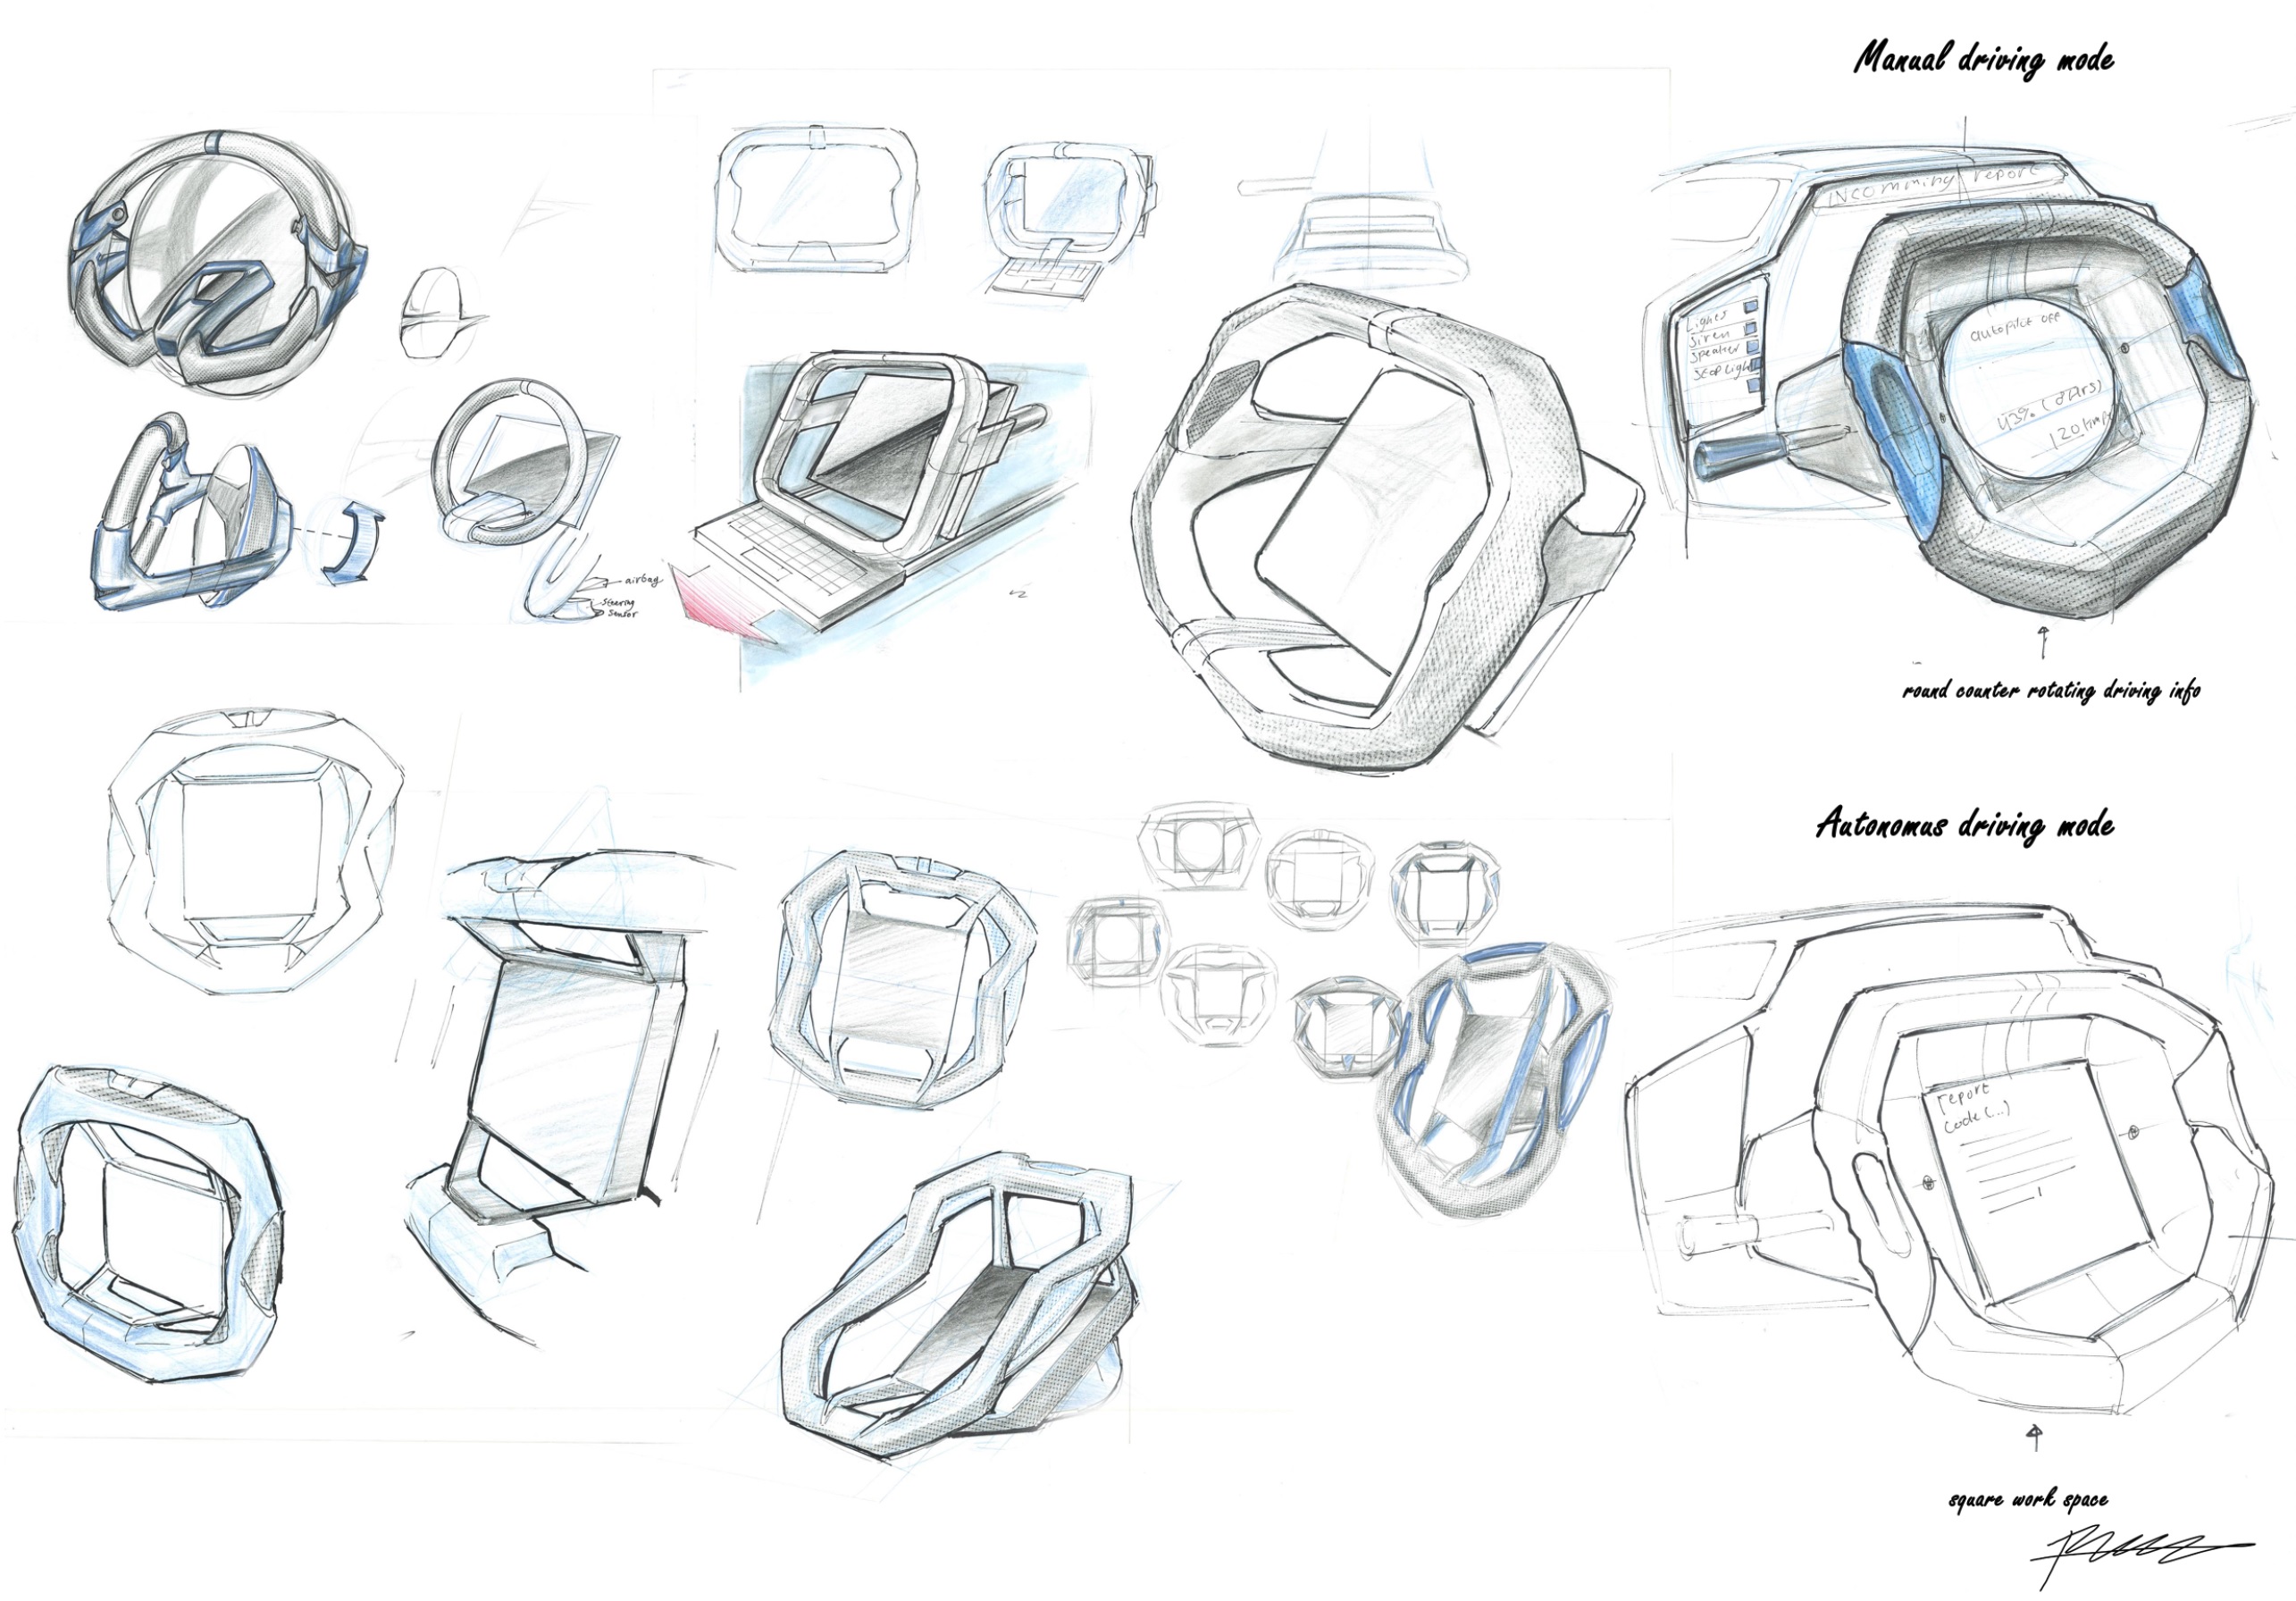 Manual driving mode
INcomming report
Lights
Siren
Speaker
Stop Light
autopilot off
43% (2Hrs)
120
airbag
steering
sensor
round counter rotating driving info
Autonomus driving mode
report
Code (...)
square work space